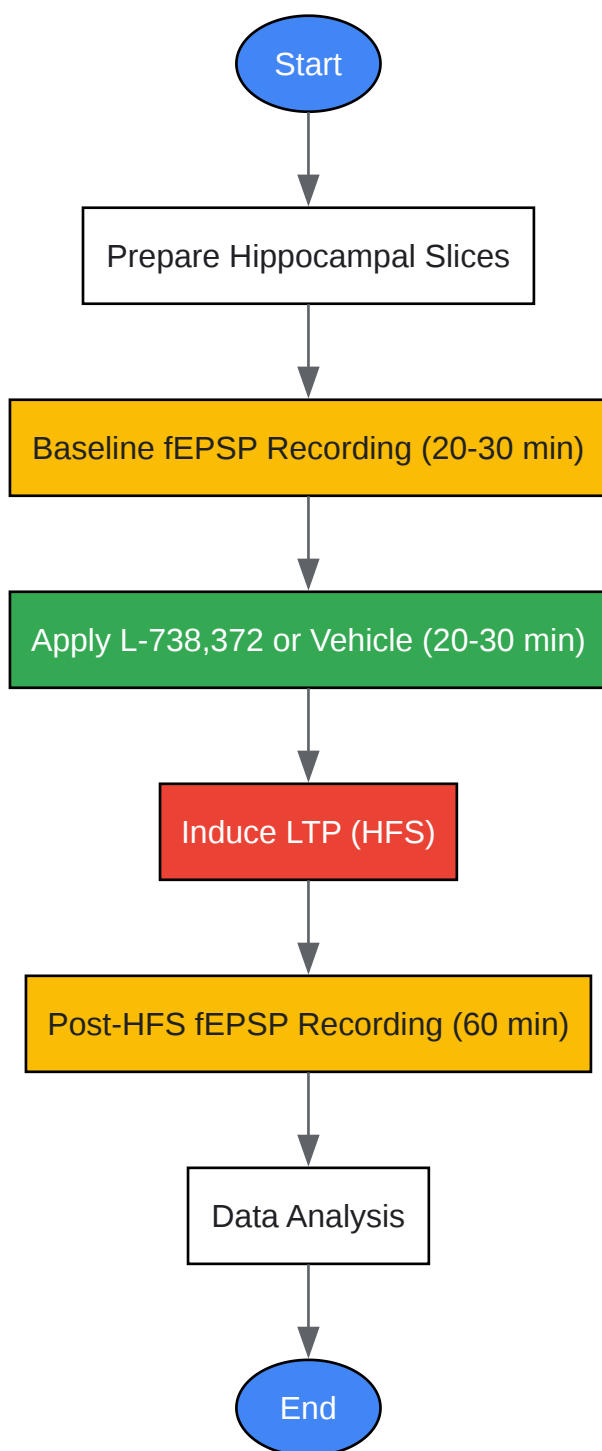 Start
Prepare Hippocampal Slices
Baseline fEPSP Recording (20-30 min)
Apply L-738,372 or Vehicle (20-30 min)
Induce LTP (HFS)
Post-HFS fEPSP Recording (60 min)
Data Analysis
End